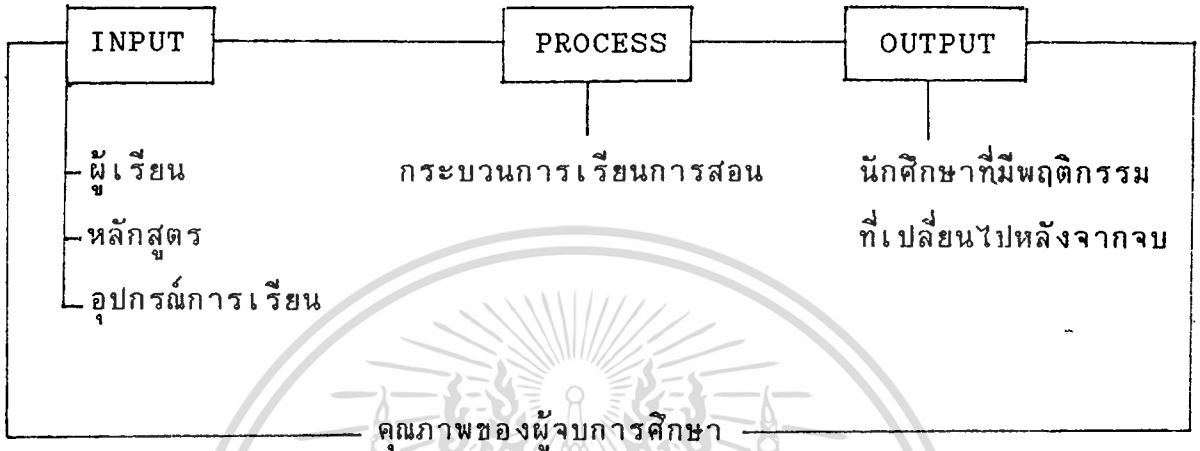 INPUT PROCESS OUTPUT
ผู้เรียน กระบวนการเรียนการสอน นักศึกษาที่มีพฤติกรรม
หลักสูตร ที่เปลี่ยนไปหลังจากจบ
อุปกรณ์การเรียน
คุณภาพของผู้จบการศึกษา